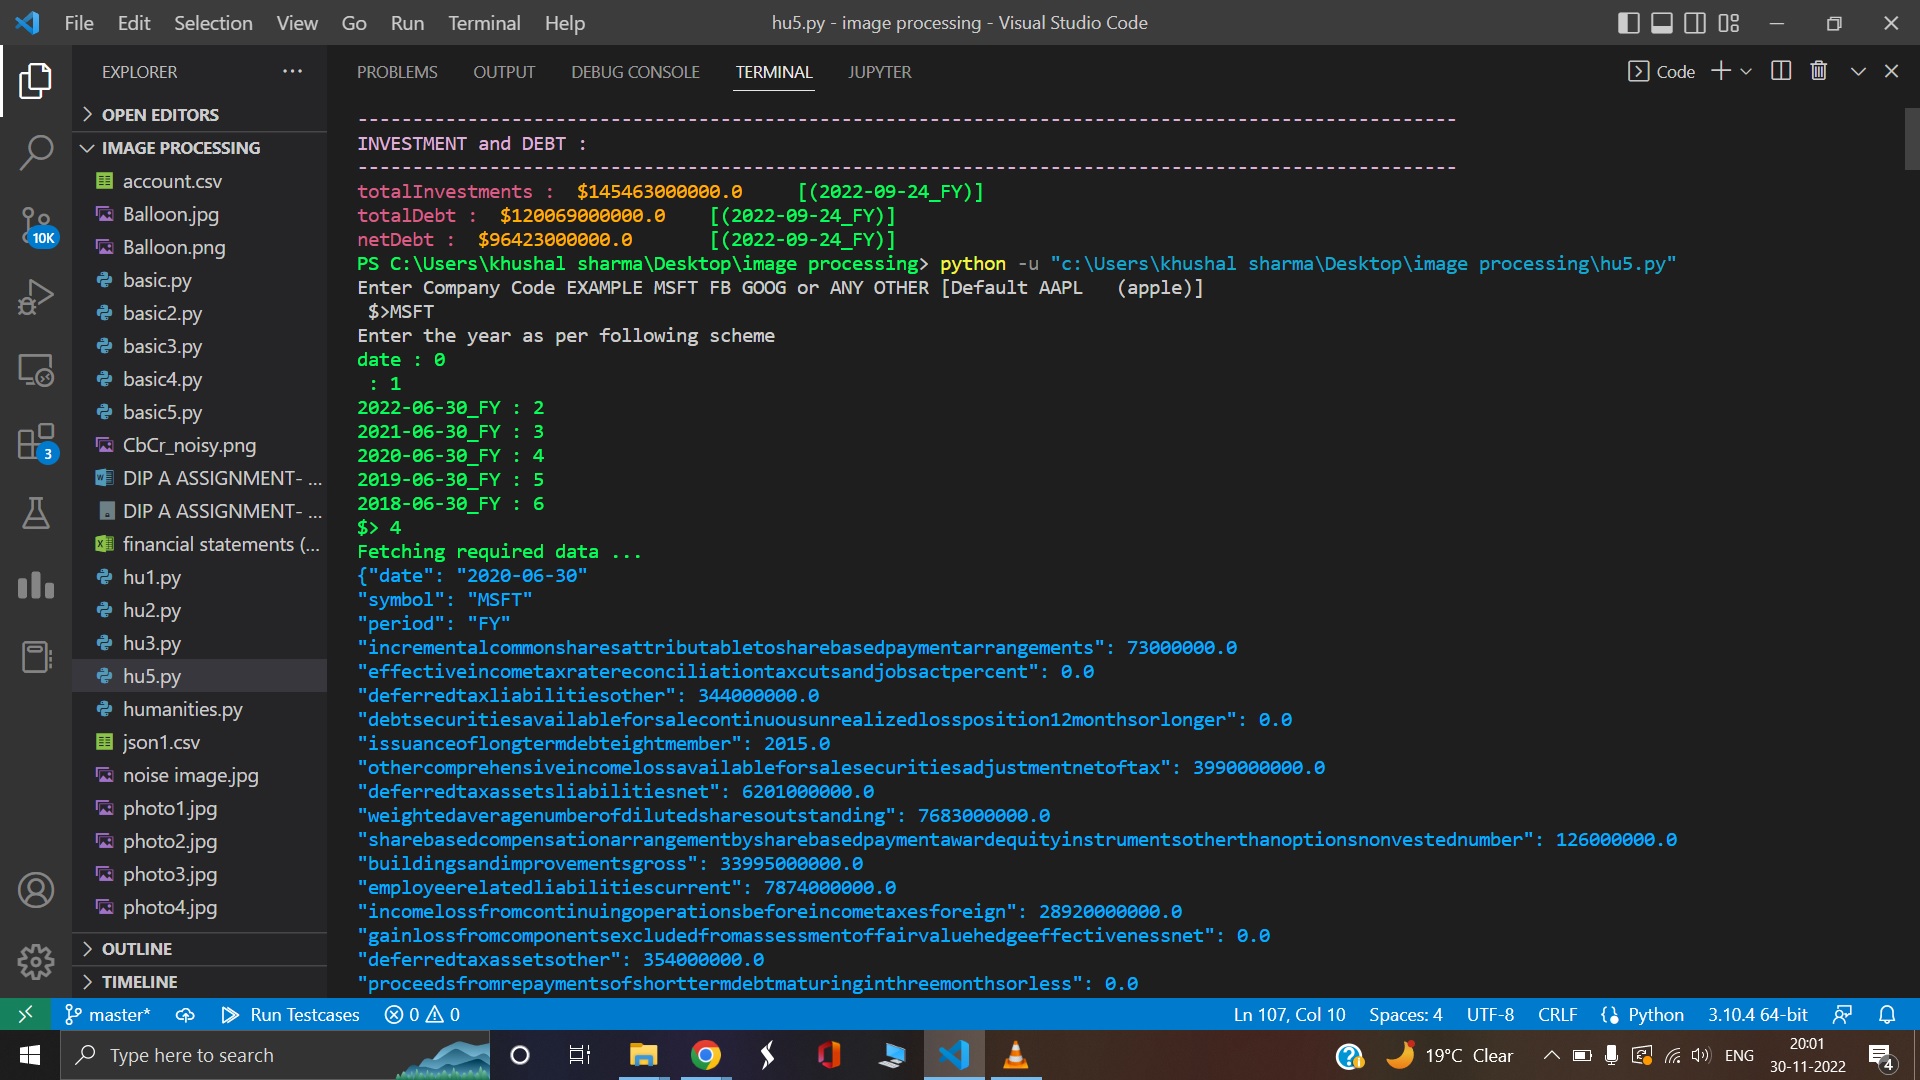 File Edit Selection View Go Run Terminal Help
hu5.py - image processing - Visual Studio Code
EXPLORER
OPEN EDITORS
IMAGE PROCESSING
account.csv
Balloon.jpg
Balloon.png
basic.py
basic2.py
basic3.py
basic4.py
basic5.py
CbCr_noisy.png
DIP A ASSIGNMENT- ...
DIP A ASSIGNMENT- ...
financial statements (...
hu1.py
hu2.py
hu3.py
hu5.py
humanities.py
json1.csv
noise image.jpg
photo1.jpg
photo2.jpg
photo3.jpg
photo4.jpg
OUTLINE
TIMELINE
10K
3
PROBLEMS OUTPUT DEBUG CONSOLE TERMINAL JUPYTER
Code
----------------------------------------------------------------------------------------------------
INVESTMENT and DEBT :
----------------------------------------------------------------------------------------------------
totalInvestments : $145463000000.0 [(2022-09-24_FY)]
totalDebt : $120069000000.0 [(2022-09-24_FY)]
netDebt : $96423000000.0 [(2022-09-24_FY)]
PS C:\Users\khushal sharma\Desktop\image processing> python -u "c:\Users\khushal sharma\Desktop\image processing\hu5.py"
Enter Company Code EXAMPLE MSFT FB GOOG or ANY OTHER [Default AAPL (apple)]
$>MSFT
Enter the year as per following scheme
date : 0
: 1
2022-06-30_FY : 2
2021-06-30_FY : 3
2020-06-30_FY : 4
2019-06-30_FY : 5
2018-06-30_FY : 6
$> 4
Fetching required data ...
{"date": "2020-06-30"
"symbol": "MSFT"
"period": "FY"
"incrementalcommonsharesattributabletosharebasedpaymentarrangements": 73000000.0
"effectiveincometaxratereconciliationtaxcutsandjobsactpercent": 0.0
"deferredtaxliabilitiesother": 344000000.0
"debtsecuritiesavailableforsalecontinuousunrealizedlossposition12monthsorlonger": 0.0
"issuanceoflongtermdebteightmember": 2015.0
"othercomprehensiveincomelossavailableforsalesecuritiesadjustmentnetoftax": 3990000000.0
"deferredtaxassetsliabilitiesnet": 6201000000.0
"weightedaveragenumberofdilutedsharesoutstanding": 7683000000.0
"sharebasedcompensationarrangementbysharebasedpaymentawardequityinstrumentsotherthanoptionsnonvestednumber": 126000000.0
"buildingsandimprovementsgross": 33995000000.0
"employeerelatedliabilitiescurrent": 7874000000.0
"incomelossfromcontinuingoperationsbeforeincometaxesforeign": 28920000000.0
"gainlossfromcomponentsexcludedfromassessmentoffairvaluehedgeeffectivenessnet": 0.0
"deferredtaxassetsother": 354000000.0
"proceedsfromrepaymentsofshorttermdebtmaturinginthreemonthsorless": 0.0
master* Run Testcases 0 0 Ln 107, Col 10 Spaces: 4 UTF-8 CRLF Python 3.10.4 64-bit
Type here to search 19°C Clear ENG
20:01
30-11-2022
4